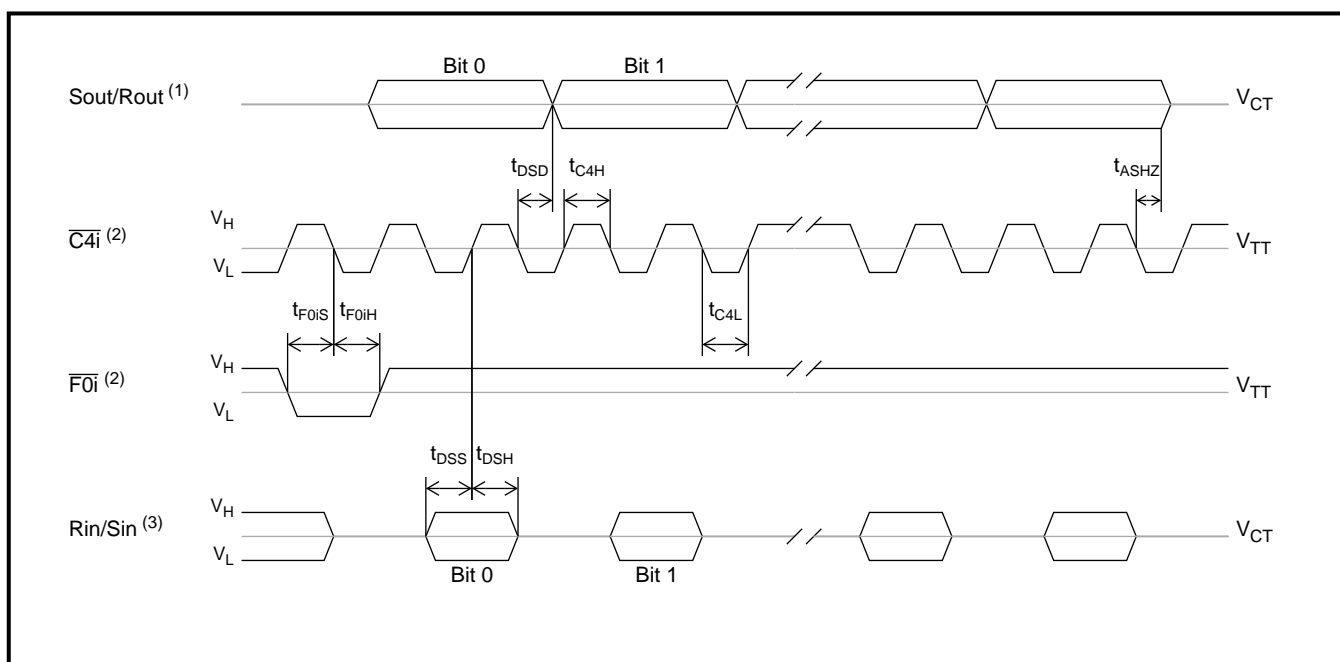 Bit 0 Bit 1
Sout/Rout (1) VCT
tDSD tC4H tASHZ
VH
C4i (2) VTT
VL
tF0iS tF0iH tC4L
VH
F0i (2) VTT
VL
tDSS tDSH
VH
Rin/Sin (3) VCT
VL
Bit 0 Bit 1